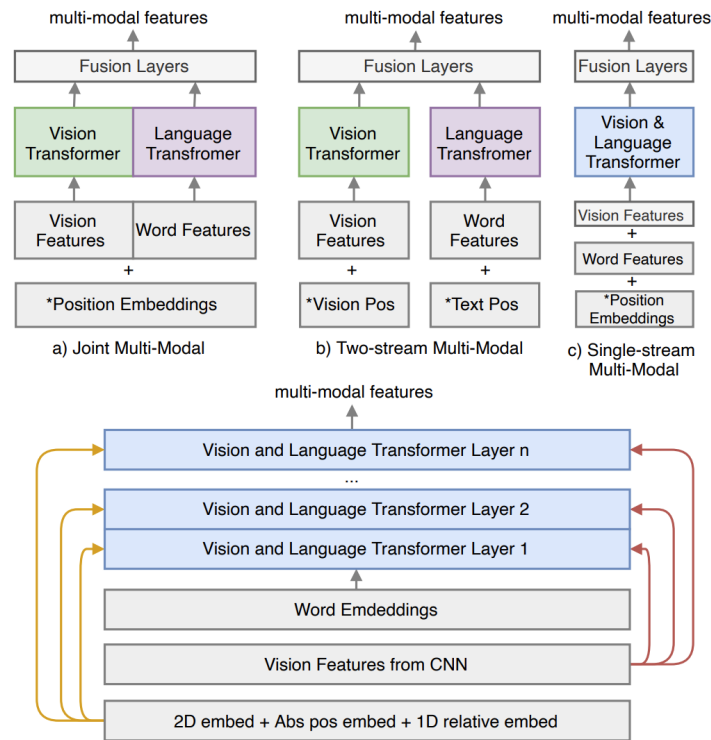 multi-modal features
multi-modal features
multi-modal features
Fusion Layers
Fusion Layers
Fusion Layers
Vision
Transformer
Language
Transfromer
Vision
Transformer
Language
Transfromer
Vision &
Language
Transformer
Vision
Features
Word Features
Vision
Features
Word
Features
Vision Features
+
Word Features
+
+
+
+
*Position Embeddings
*Vision Pos
*Text Pos
*Position
Embeddings
a) Joint Multi-Modal
b) Two-stream Multi-Modal
c) Single-stream
Multi-Modal
multi-modal features
Vision and Language Transformer Layer n
...
Vision and Language Transformer Layer 2
Vision and Language Transformer Layer 1
Word Emdeddings
Vision Features from CNN
2D embed + Abs pos embed + 1D relative embed